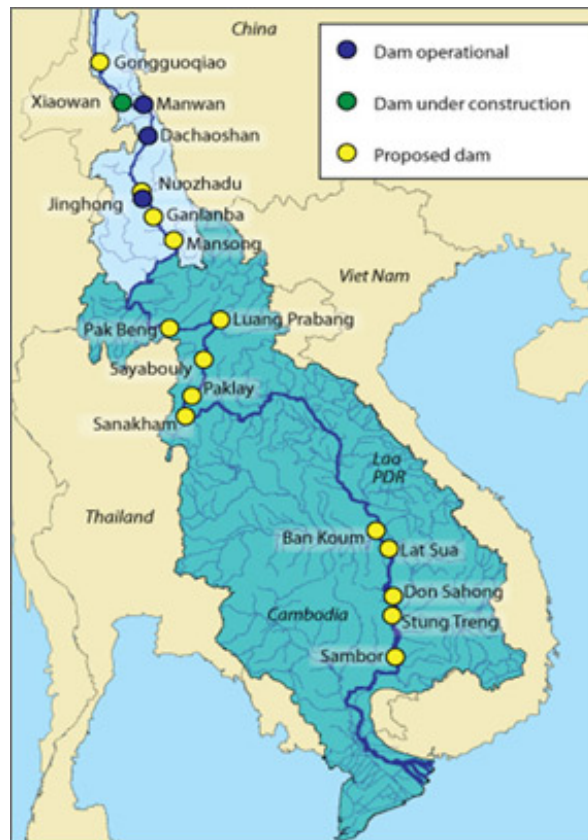 China
Gongguoqiao
Xiaowan
Manwan
Dachaoshan
Nuozhadu
Jinghong
Ganlanba
Mansong
Viet Nam
Pak Beng
Luang Prabang
Sayabouly
Paklay
Sanakham
Lao
PDR
Thailand
Ban Koum
Lat Sua
Don Sahong
Cambodia
Stung Treng
Sambor
Dam operational
Dam under construction
Proposed dam